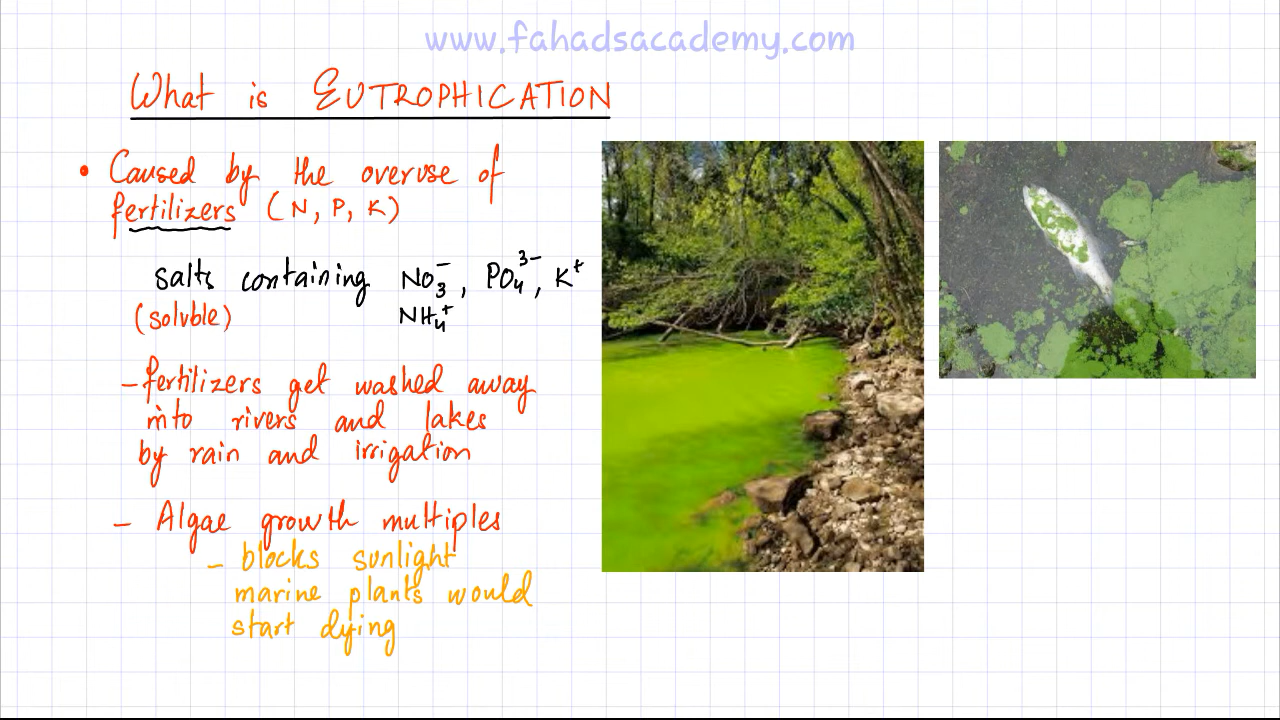 www.fahadsacademy.com
What is EUTROPHICATION
• Caused by the overuse of
fertilizers (N, P, K)
salts containing NO₃⁻, PO₄³⁻, K⁺
(soluble) NH₄⁺
- fertilizers get washed away
into rivers and lakes
by rain and irrigation
- Algae growth multiples
- blocks sunlight
marine plants would
start dying